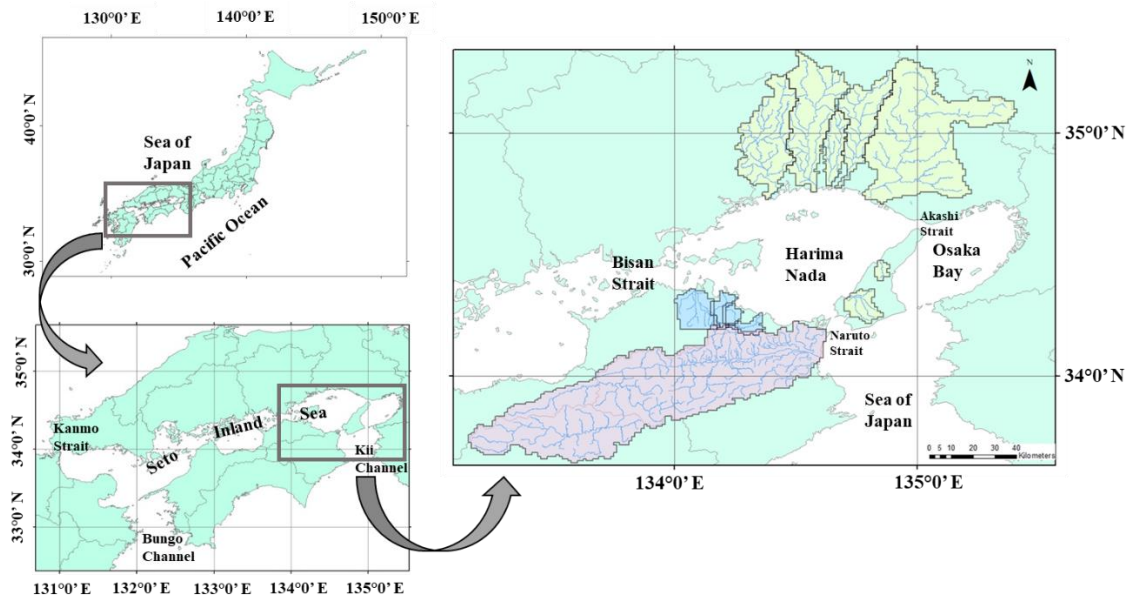 130°0’ E
140°0’ E
150°0’ E
40°0’ N
30°0’ N
Sea of
Japan
Pacific Ocean
35°0’ N
34°0’ N
33°0’ N
Kanmo
Strait
Seto
Inland
Sea
Kii
Channel
Bungo
Channel
131°0’ E
132°0’ E
133°0’ E
134°0’ E
135°0’ E
N
35°0’ N
34°0’ N
Akashi
Strait
Osaka
Bay
Harima
Nada
Bisan
Strait
Naruto
Strait
Sea of
Japan
0 5 10 20 30 40
Kilometers
134°0’ E
135°0’ E